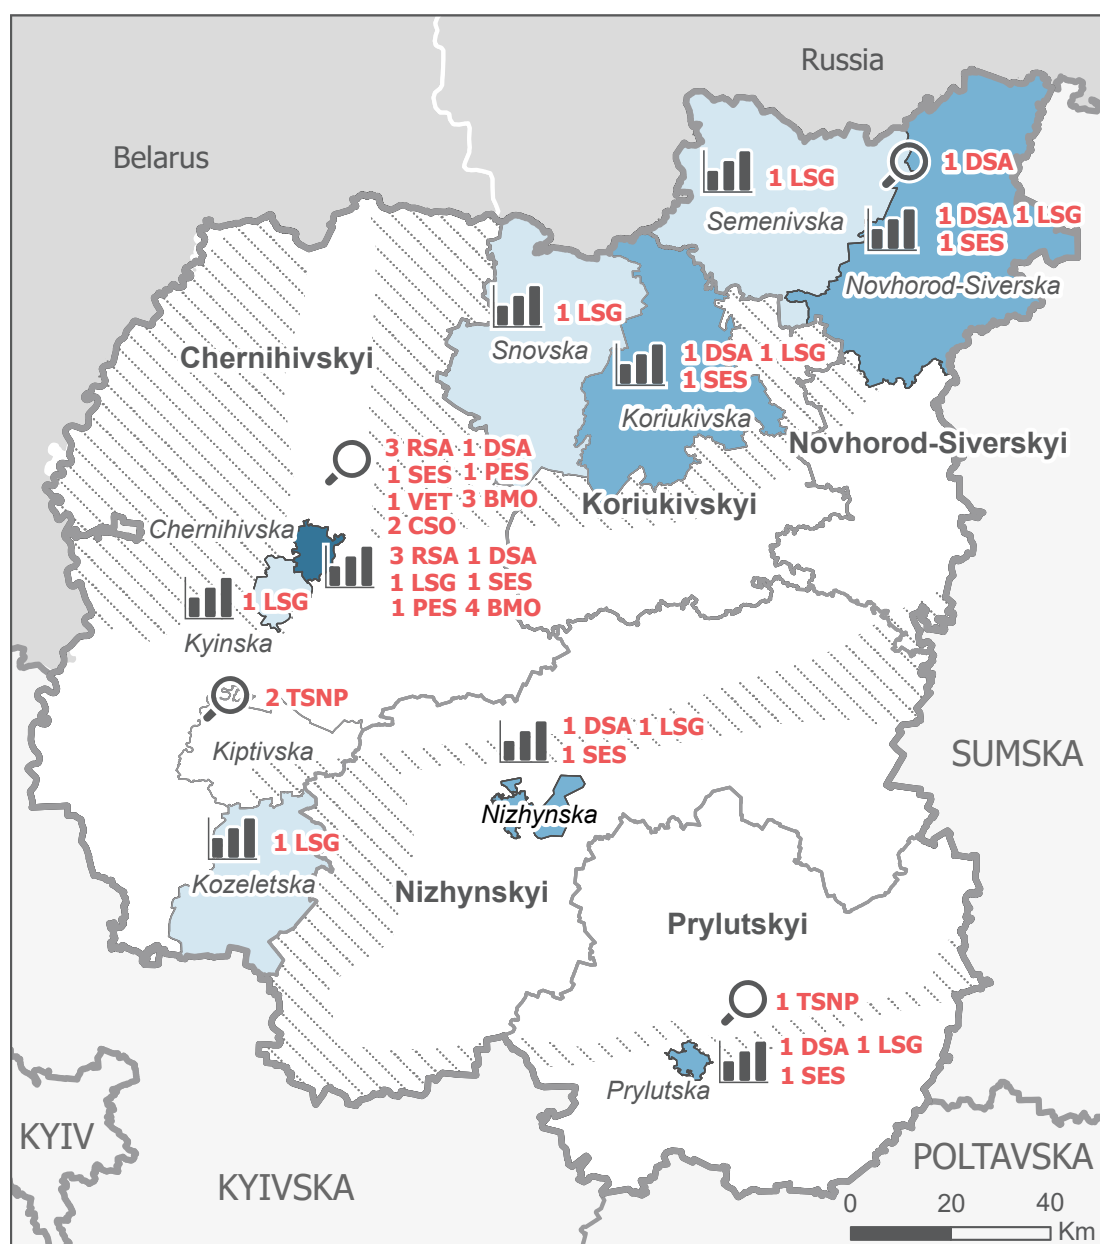 Russia
Belarus
1 DSA
1 LSG
Semenivska
1 DSA 1 LSG
1 SES
Novhorod-Siverska
1 LSG
Snovska
Chernihivskyi
1 DSA 1 LSG
1 SES
Koriukivska
Novhorod-Siverskyi
3 RSA 1 DSA
1 SES 1 PES
1 VET 3 BMO
2 CSO
Koriukivskyi
Chernihivska
3 RSA 1 DSA
1 LSG 1 SES
1 PES 4 BMO
1 LSG
Kyinska
2 TSNP
Kiptivska
1 DSA 1 LSG
1 SES
SUMSKA
Nizhynska
1 LSG
Kozeletska
Nizhynskyi
Prylutskyi
1 TSNP
1 DSA 1 LSG
1 SES
Prylutska
KYIV
KYIVSKA
POLTAVSKA
0 20 40
Km